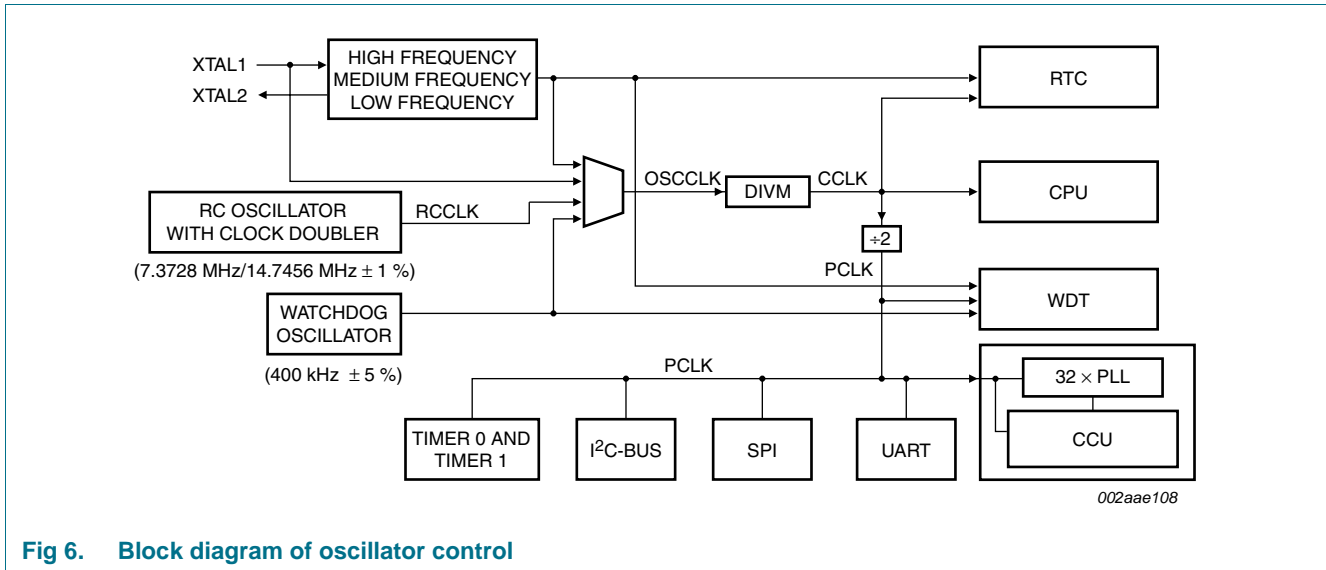 XTAL1
XTAL2
HIGH FREQUENCY
MEDIUM FREQUENCY
LOW FREQUENCY
RTC
OSCCLK
DIVM
CCLK
CPU
RC OSCILLATOR
WITH CLOCK DOUBLER
RCCLK
(7.3728 MHz/14.7456 MHz ± 1 %)
÷2
PCLK
WDT
WATCHDOG
OSCILLATOR
(400 kHz ± 5 %)
PCLK
32 × PLL
CCU
TIMER 0 AND
TIMER 1
I²C-BUS
SPI
UART
002aae108
Fig 6. Block diagram of oscillator control